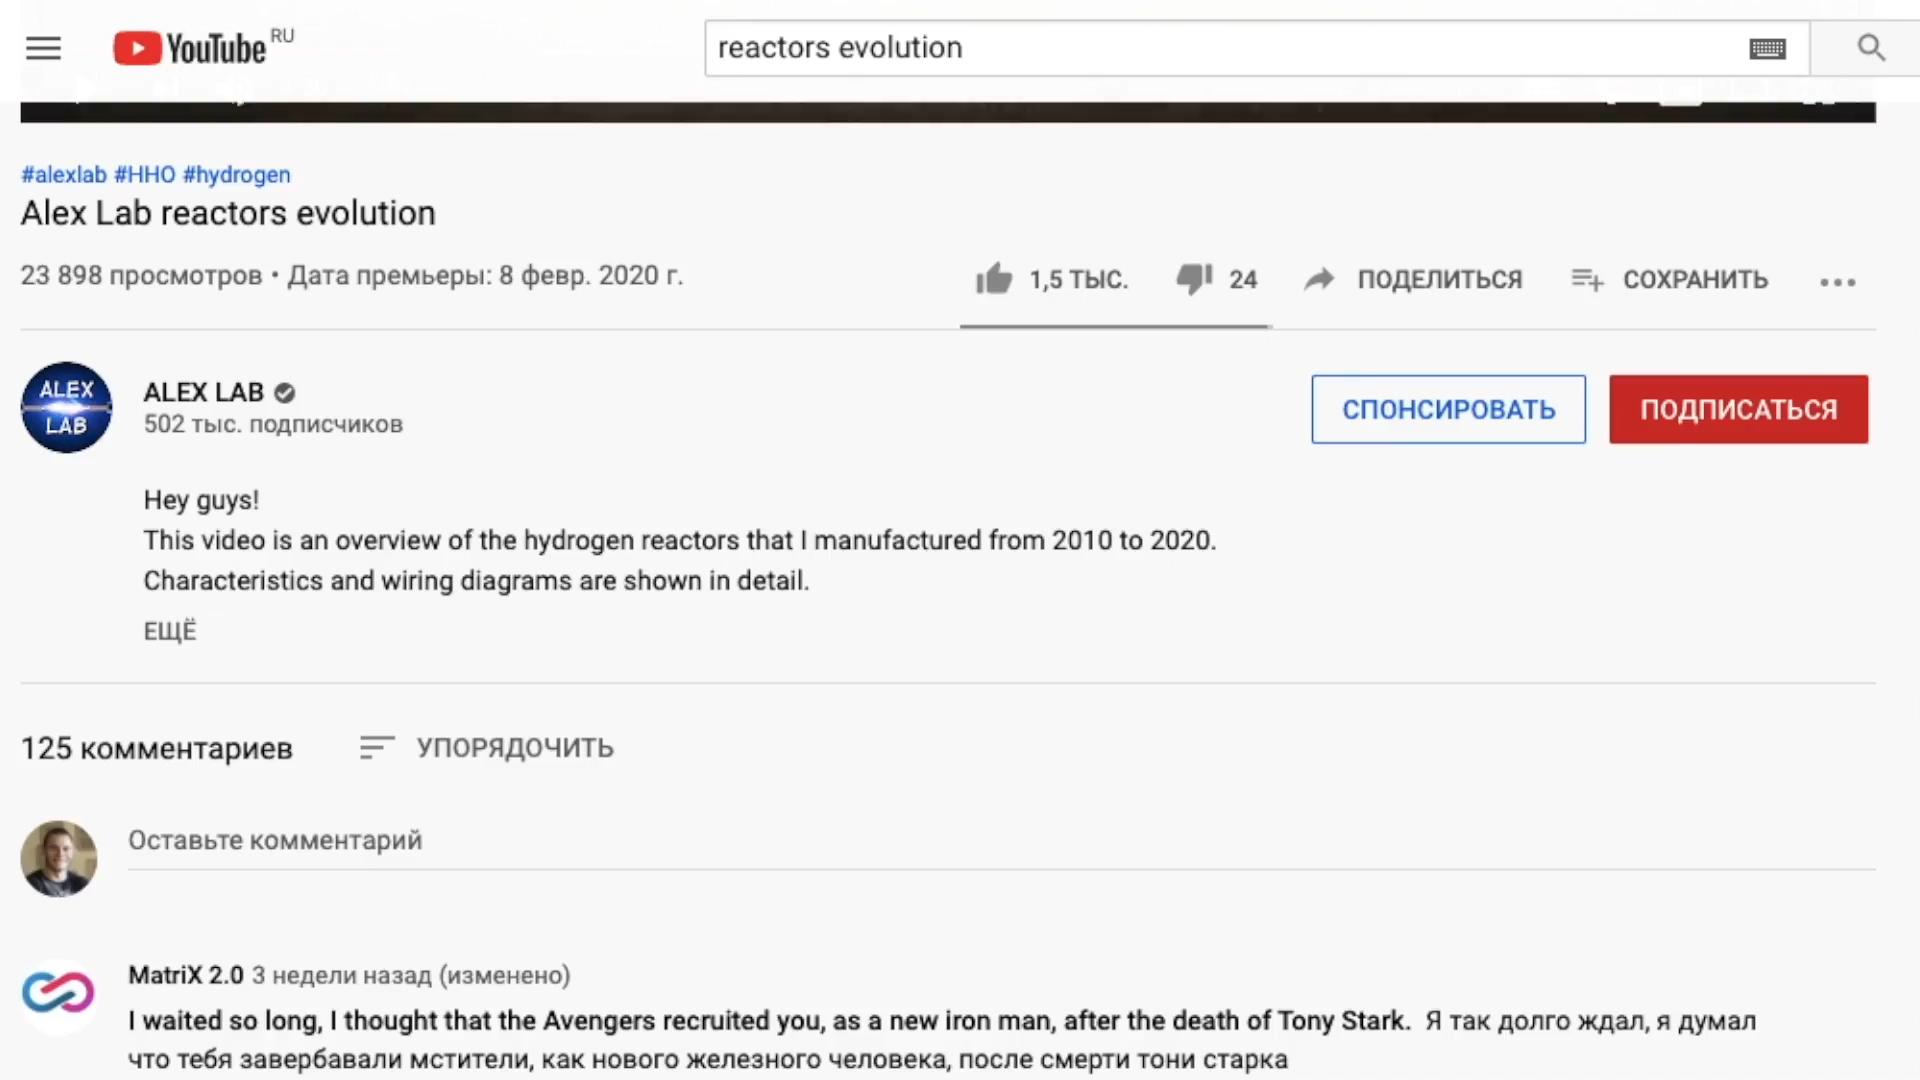 YouTube RU
reactors evolution
#alexlab #HHO #hydrogen
Alex Lab reactors evolution
23 898 просмотров • Дата премьеры: 8 февр. 2020 г.
1,5 ТЫС. 24 ПОДЕЛИТЬСЯ СОХРАНИТЬ
ALEX LAB
ALEX LAB
502 тыс. подписчиков
СПОНСИРОВАТЬ ПОДПИСАТЬСЯ
Hey guys!
This video is an overview of the hydrogen reactors that I manufactured from 2010 to 2020.
Characteristics and wiring diagrams are shown in detail.
ЕЩЁ
125 комментариев УПОРЯДОЧИТЬ
Оставьте комментарий
MatriX 2.0 3 недели назад (изменено)
I waited so long, I thought that the Avengers recruited you, as a new iron man, after the death of Tony Stark. Я так долго ждал, я думал
что тебя завербавали мстители, как нового железного человека, после смерти тони старка